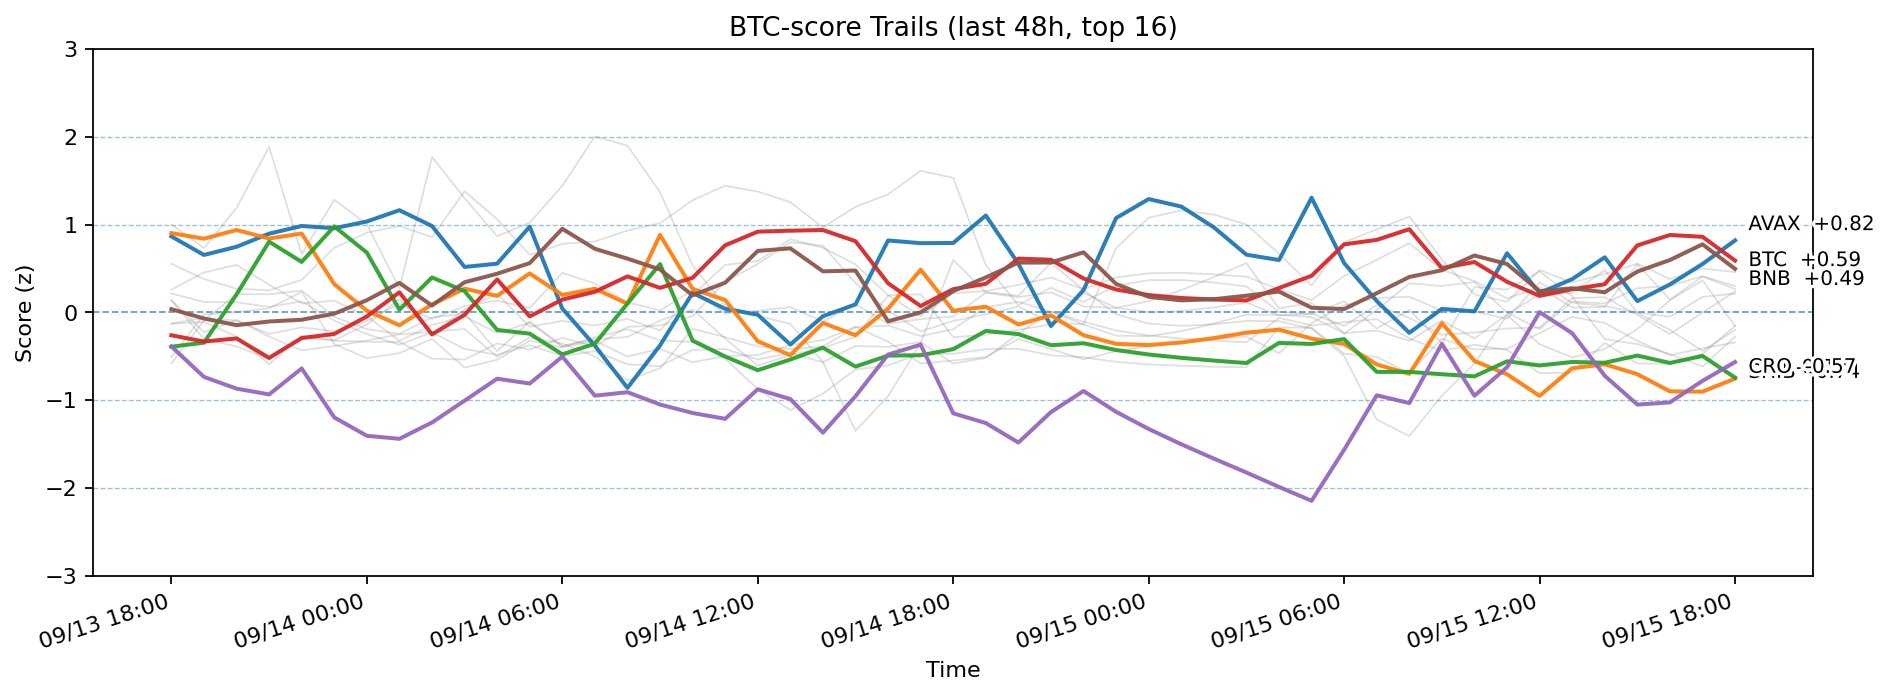 BTC-score Trails (last 48h, top 16)
Score (z)
3
2
1
0
−1
−2
−3
AVAX +0.82
BTC +0.59
BNB +0.49
CRO -0.57
09/13 18:00
09/14 00:00
09/14 06:00
09/14 12:00
09/14 18:00
09/15 00:00
09/15 06:00
09/15 12:00
09/15 18:00
Time